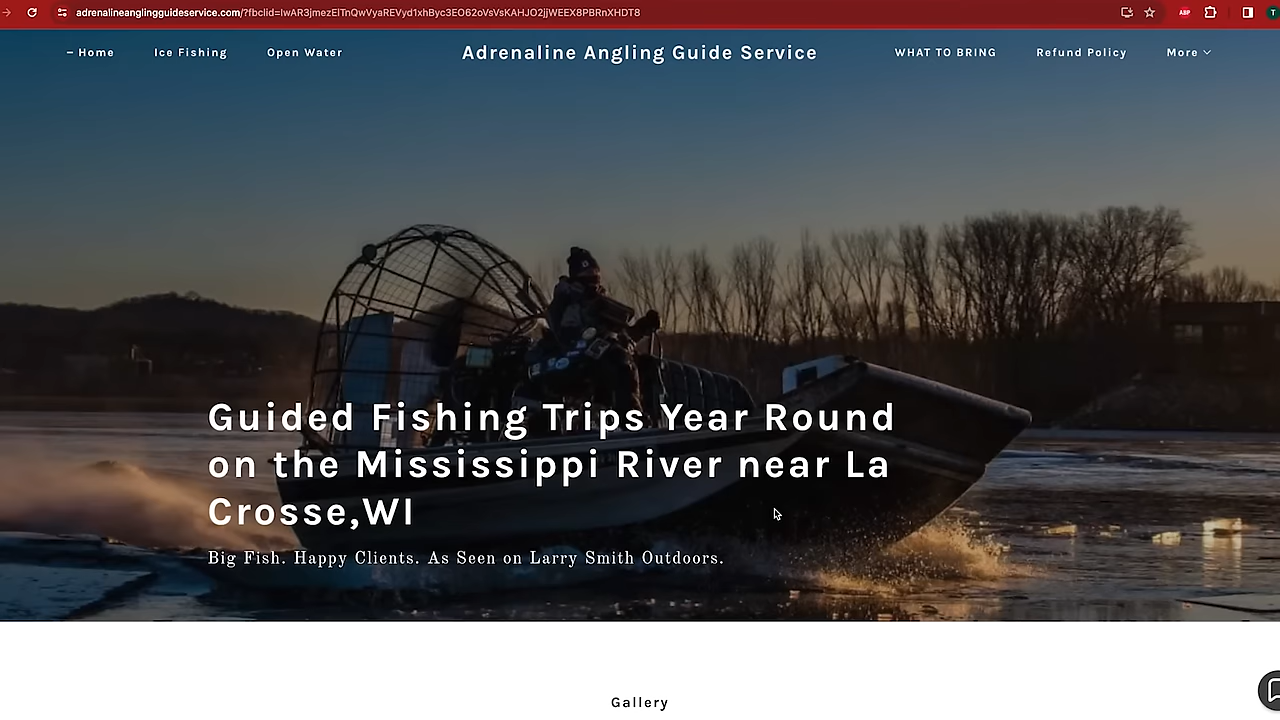 adrenalineanglingguideservice.com/?fbclid=IwAR3jmezElTnQwVyaREVyd1xhByc3EO62oVsVsKAHJO2jjWEEX8PBRnXHDT8
ABP
T
Home
Ice Fishing
Open Water
Adrenaline Angling Guide Service
WHAT TO BRING
Refund Policy
More
Guided Fishing Trips Year Round
on the Mississippi River near La
Crosse,WI
Big Fish. Happy Clients. As Seen on Larry Smith Outdoors.
Gallery